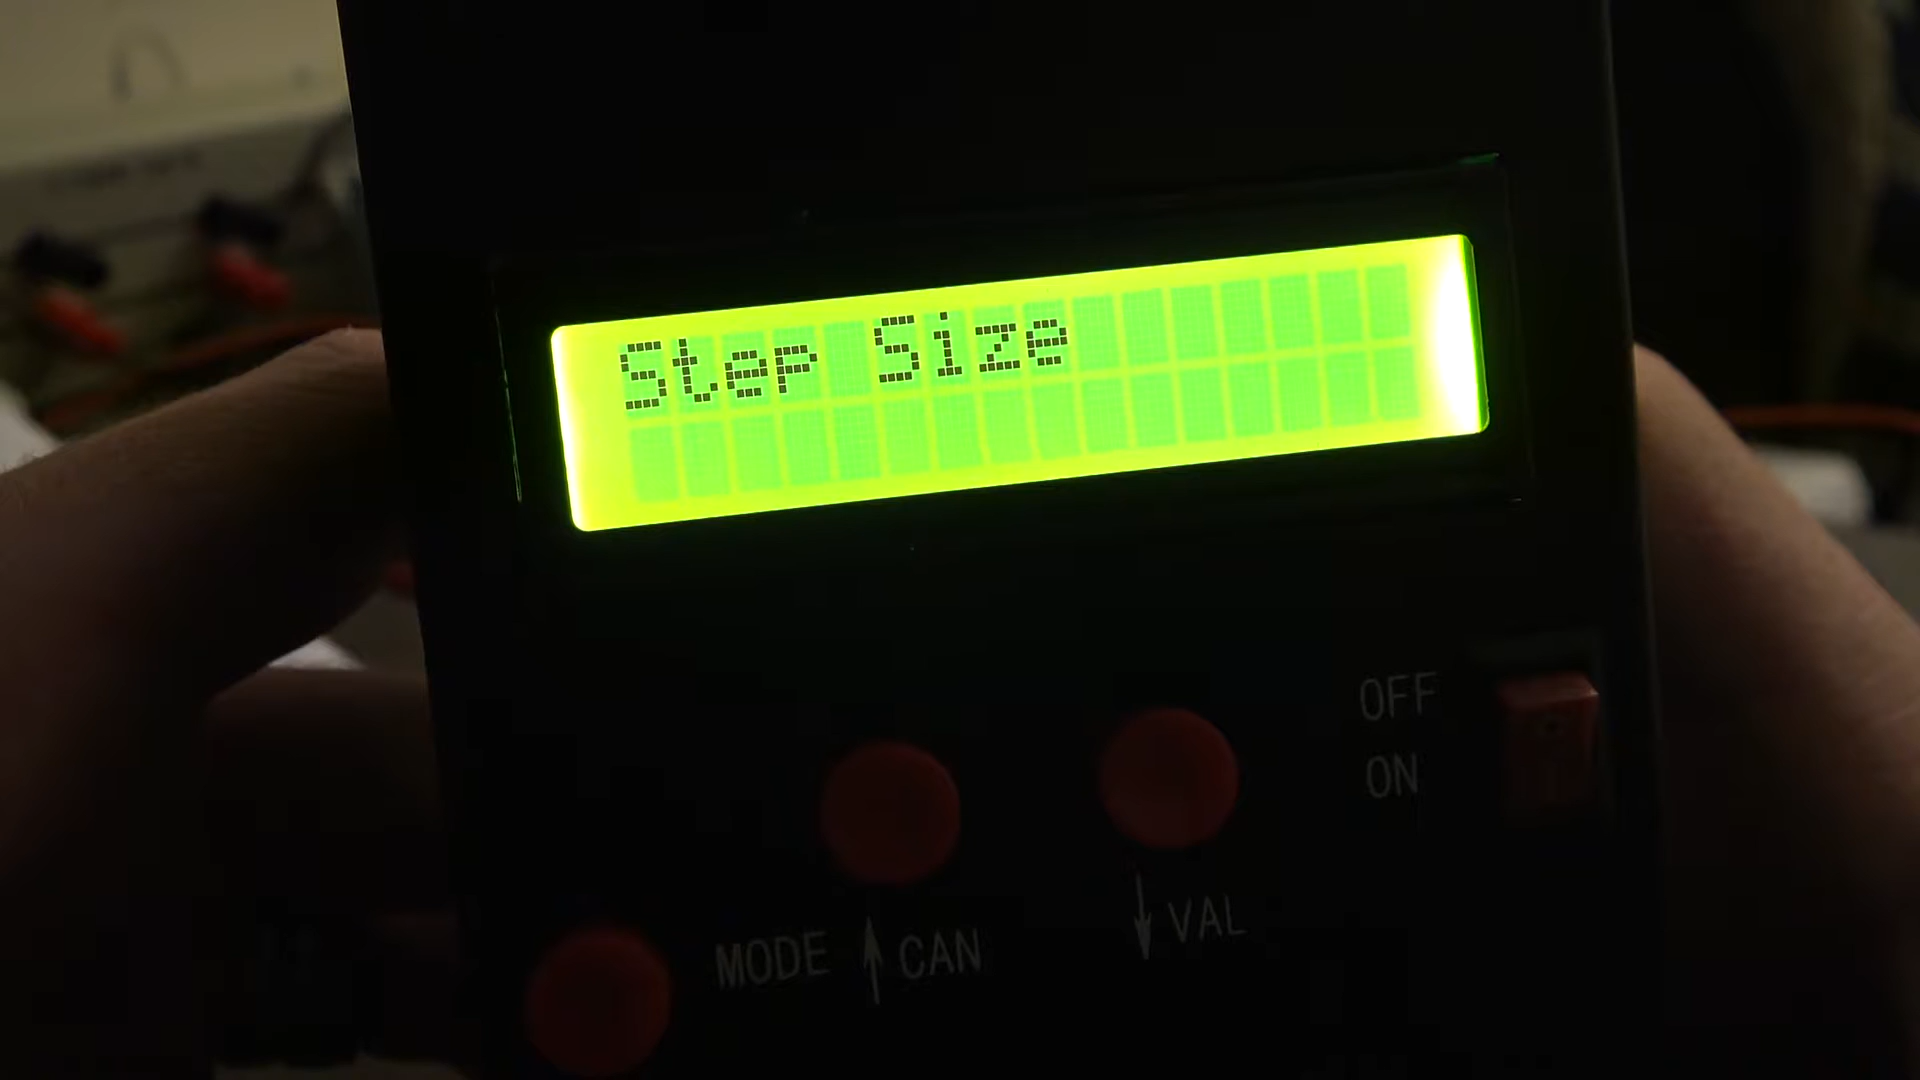 Step Size
OFF
ON
MODE ↑ CAN
↓ VAL